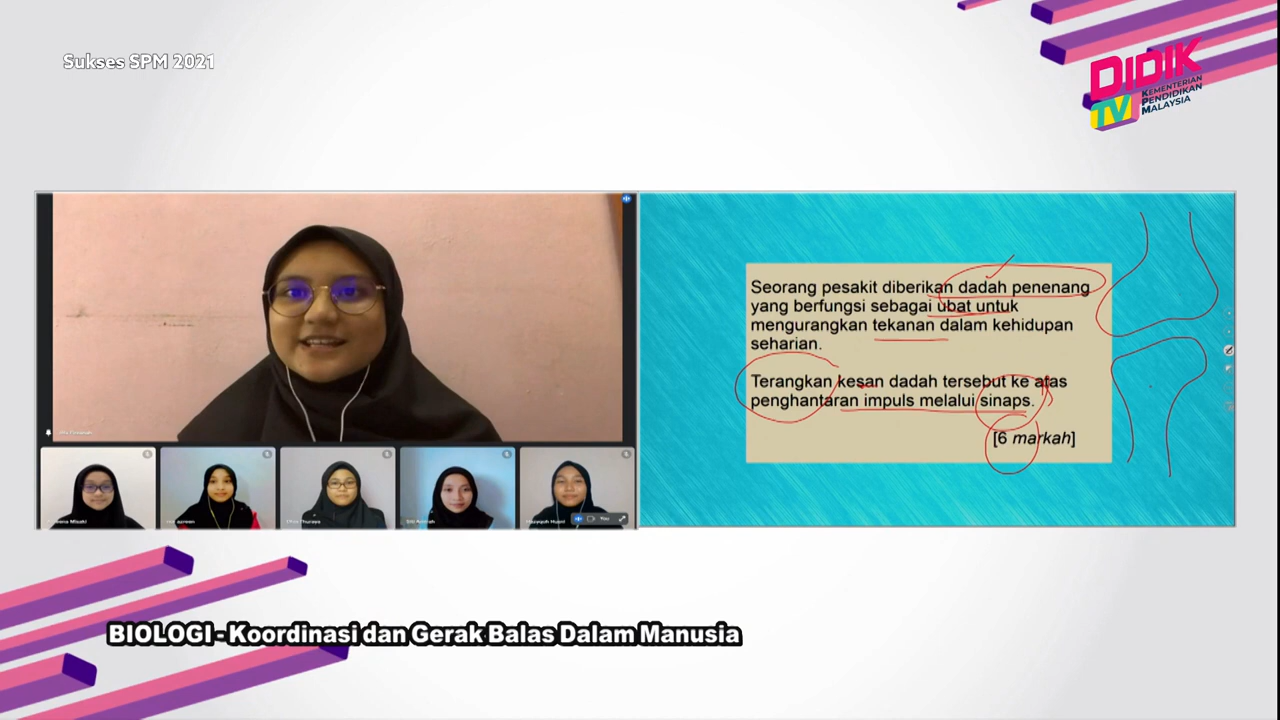 Sukses SPM 2021
DIDIK
TV
KEMENTERIAN
PENDIDIKAN
MALAYSIA
Seorang pesakit diberikan dadah penenang
yang berfungsi sebagai ubat untuk
mengurangkan tekanan dalam kehidupan
seharian.
Terangkan kesan dadah tersebut ke atas
penghantaran impuls melalui sinaps.
[6 markah]
You
BIOLOGI - Koordinasi dan Gerak Balas Dalam Manusia